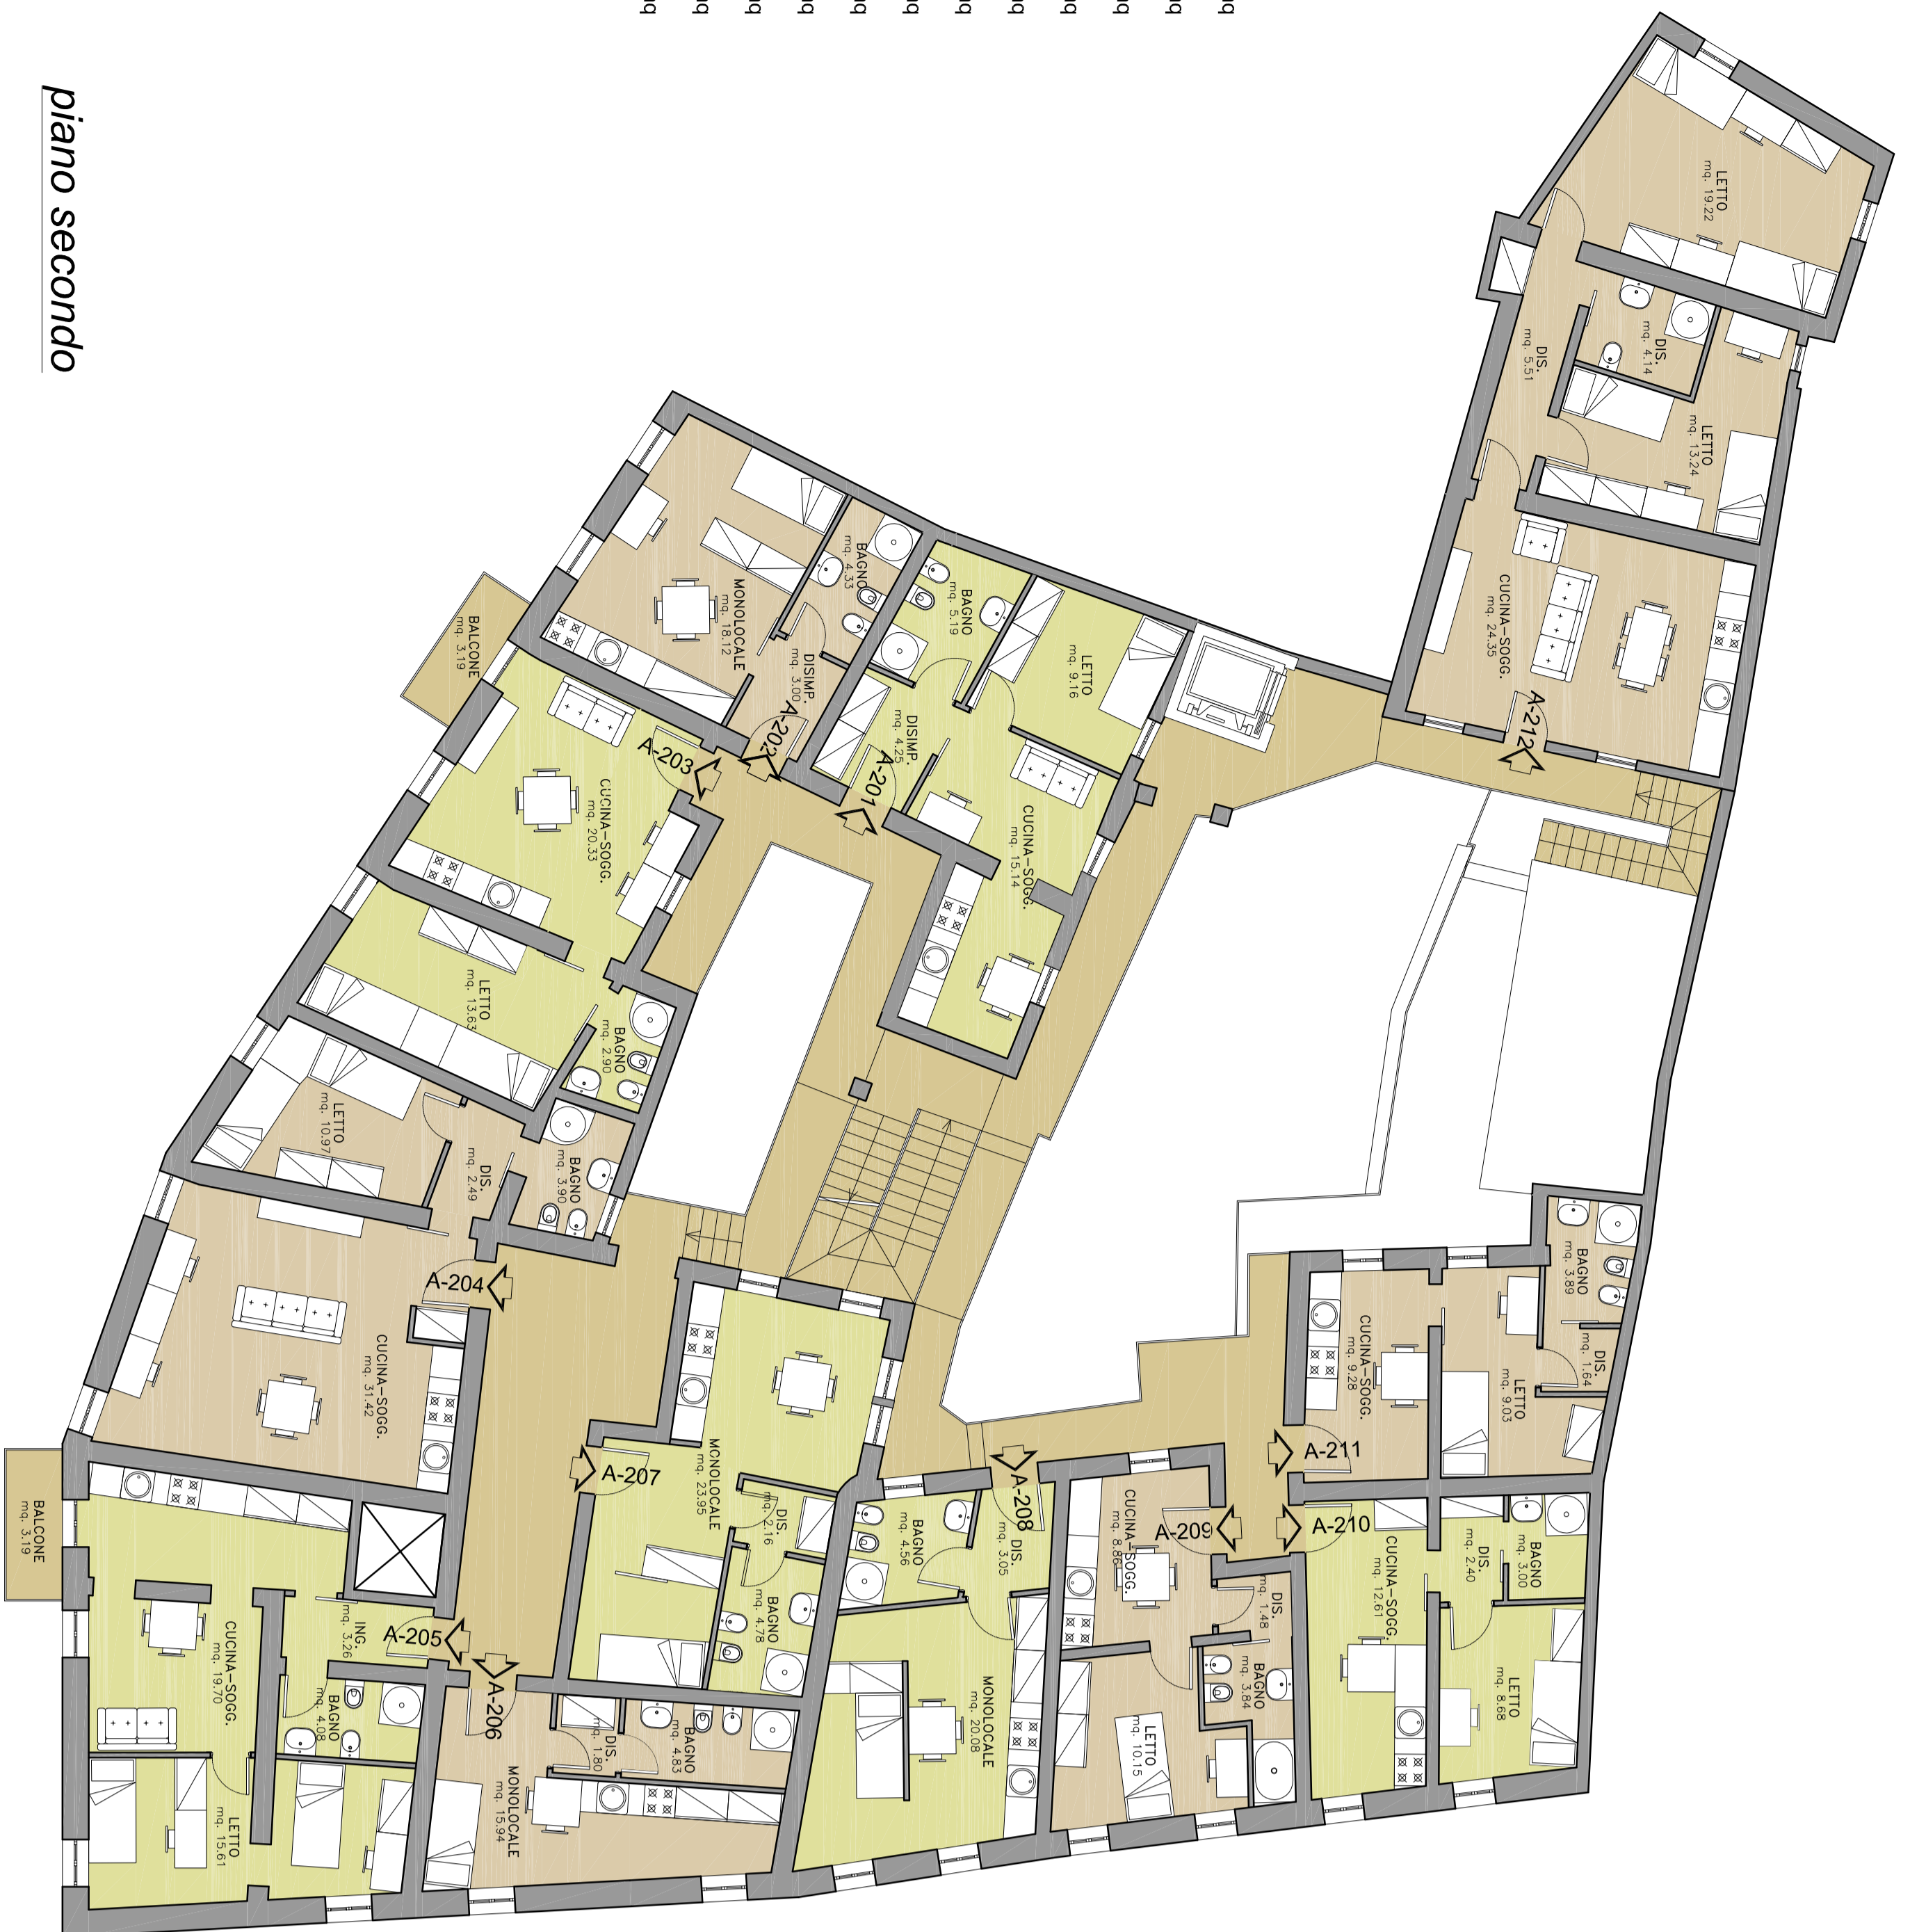 piano secondo
LETTO
mq. 19.22
DIS.
mq. 4.14
DIS.
mq. 5.51
LETTO
mq. 13.24
CUCINA-SOGG.
mq. 24.35
A-212
MONOLOCALE
mq. 18.12
BAGNO
mq. 4.33
DISIMP.
mq. 3.00
A-202
BALCONE
mq. 3.19
BAGNO
mq. 5.19
LETTO
mq. 9.16
DISIMP.
mq. 4.25
A-201
CUCINA-SOGG.
mq. 15.14
A-203
CUCINA-SOGG.
mq. 20.33
LETTO
mq. 13.63
BAGNO
mq. 2.90
LETTO
mq. 10.97
DIS.
mq. 2.49
BAGNO
mq. 3.90
A-204
CUCINA-SOGG.
mq. 31.42
BALCONE
mq. 3.19
CUCINA-SOGG.
mq. 19.70
ING.
mq. 3.26
A-205
BAGNO
mq. 4.08
LETTO
mq. 15.61
A-206
MONOLOCALE
mq. 15.94
DIS.
mq. 1.80
BAGNO
mq. 4.83
A-207
MONOLOCALE
mq. 23.95
DIS.
mq. 2.16
BAGNO
mq. 4.78
A-208
DIS.
mq. 3.05
BAGNO
mq. 4.56
MONOLOCALE
mq. 20.08
A-209
CUCINA-SOGG.
mq. 8.86
DIS.
mq. 1.48
BAGNO
mq. 3.84
LETTO
mq. 10.15
A-210
CUCINA-SOGG.
mq. 12.61
DIS.
mq. 2.40
BAGNO
mq. 3.00
LETTO
mq. 8.68
A-211
CUCINA-SOGG.
mq. 9.28
LETTO
mq. 9.03
DIS.
mq. 1.64
BAGNO
mq. 3.89